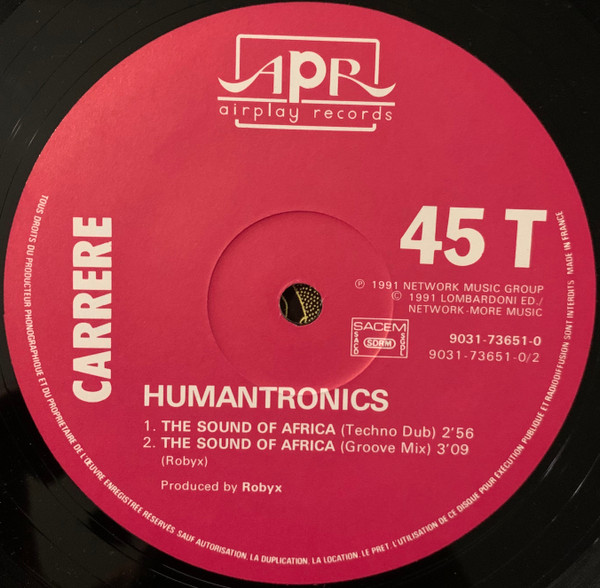 APR
airplay records
CARRERE
45 T
℗ 1991 NETWORK MUSIC GROUP
© 1991 LOMBARDONI ED./
NETWORK-MORE MUSIC
SACEM
SACD
SDRM
SGDL
9031-73651-0
9031-73651-0/2
HUMANTRONICS
1. THE SOUND OF AFRICA (Techno Dub) 2'56
2. THE SOUND OF AFRICA (Groove Mix) 3'09
(Robyx)
Produced by Robyx
TOUS DROITS DU PRODUCTEUR PHONOGRAPHIQUE ET DU PROPRIETAIRE DE L'ŒUVRE ENREGISTREE RESERVES. SAUF AUTORISATION, LA DUPLICATION, LA LOCATION, LE PRET, L'UTILISATION DE CE DISQUE POUR EXECUTION PUBLIQUE ET RADIODIFFUSION SONT INTERDITS MADE IN FRANCE